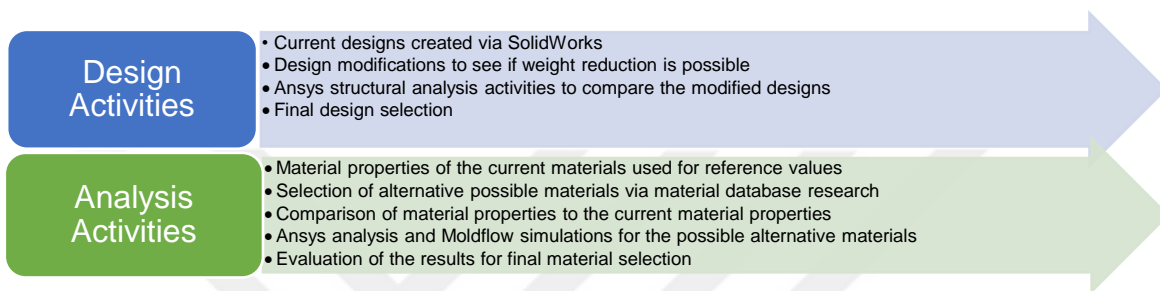 Design
Activities
• Current designs created via SolidWorks
• Design modifications to see if weight reduction is possible
• Ansys structural analysis activities to compare the modified designs
• Final design selection
Analysis
Activities
• Material properties of the current materials used for reference values
• Selection of alternative possible materials via material database research
• Comparison of material properties to the current material properties
• Ansys analysis and Moldflow simulations for the possible alternative materials
• Evaluation of the results for final material selection